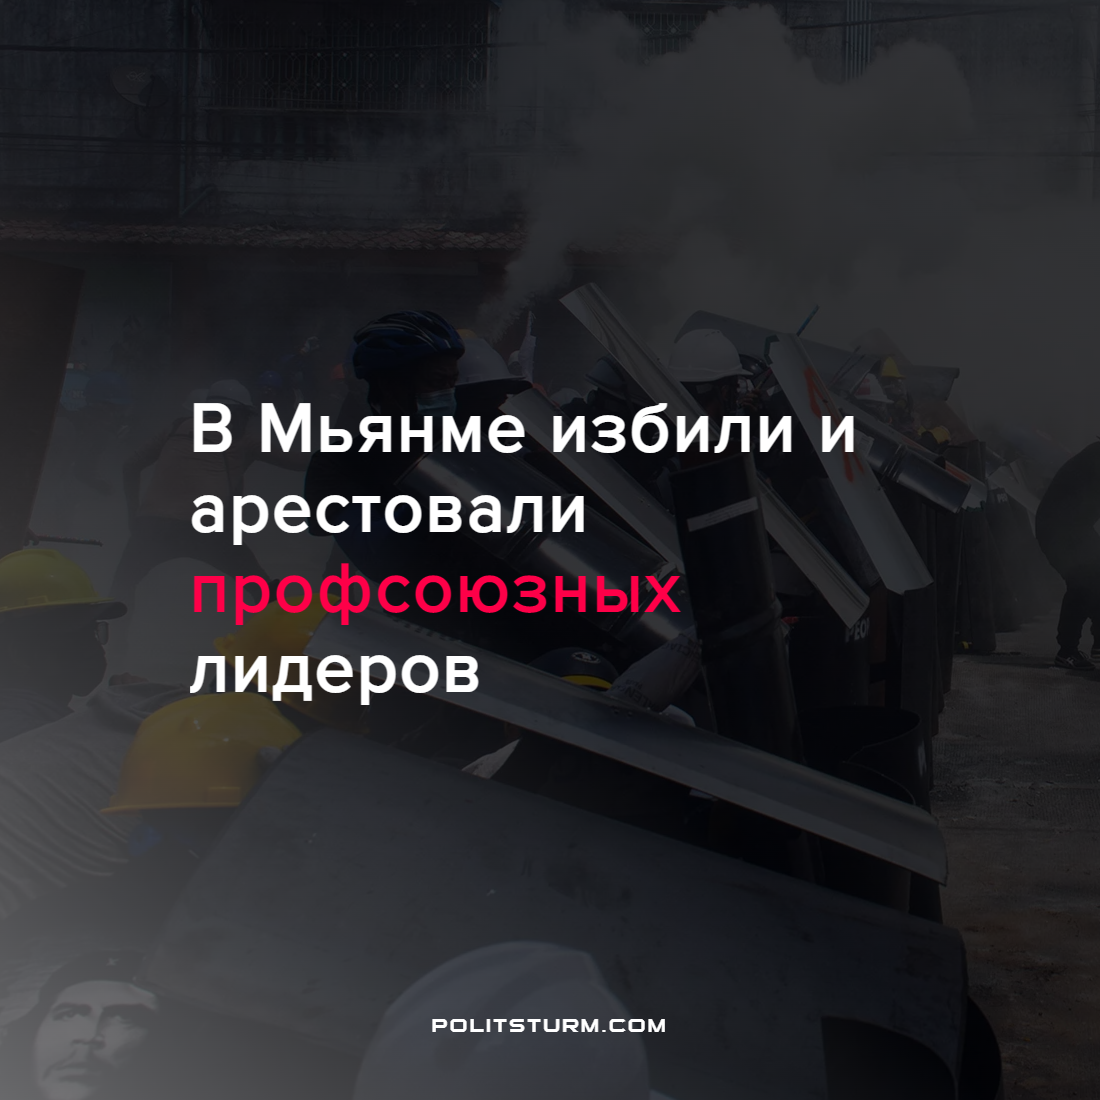 В Мьянме избили и
арестовали
профсоюзных
лидеров
POLITSTURM.COM